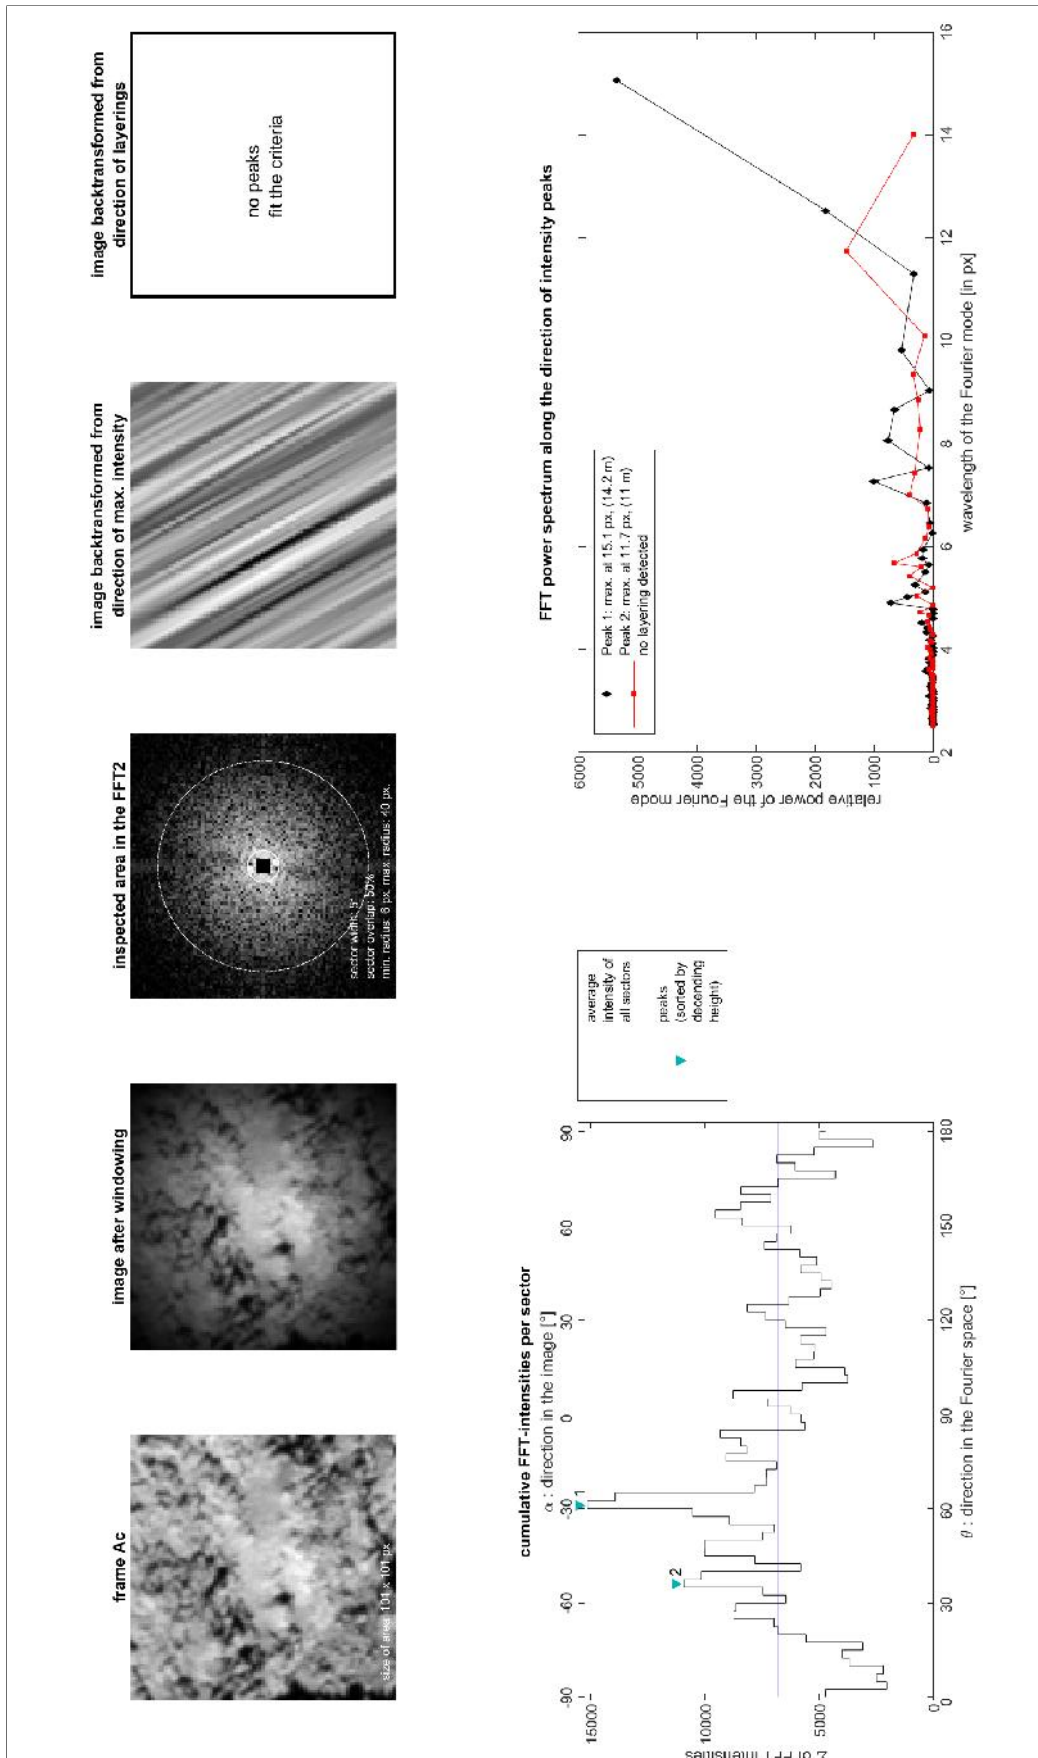 frame Ac
size of area: 101 x 101 px
image after windowing
inspected area in the FFT2
sector width: 5°
sector overlap: 50%
min. radius: 6 px, max. radius: 40 px.
image backtransformed from
direction of max. intensity
image backtransformed from
direction of layerings
no peaks
fit the criteria
cumulative FFT-intensities per sector
α : direction in the image [°]
-90
-60
-30
0
30
60
90
15000
10000
5000
0
Σ of FFT intensities
1
2
0
30
60
90
120
150
180
θ : direction in the Fourier space [°]
average
intensity of
all sectors
peaks
(sorted by
decending
height)
FFT power spectrum along the direction of intensity peaks
6000
5000
4000
3000
2000
1000
0
relative power of the Fourier mode
Peak 1: max. at 15.1 px, (14.2 m)
Peak 2: max. at 11.7 px, (11 m)
no layering detected
2
4
6
8
10
12
14
16
wavelength of the Fourier mode [in px]